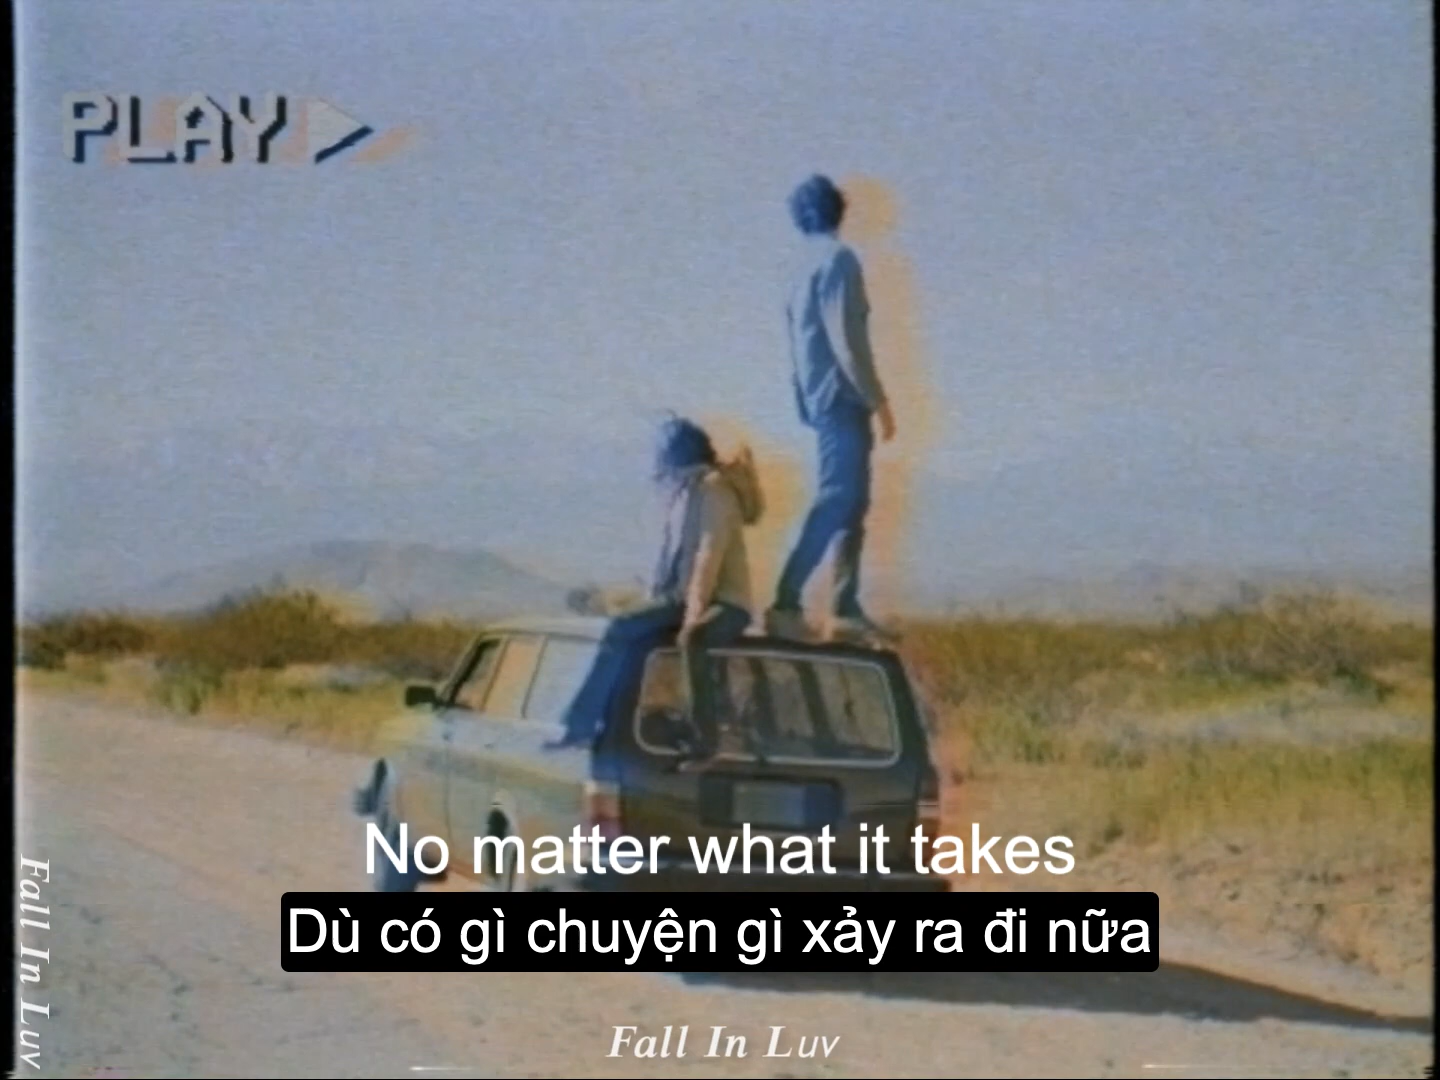 PLAY
No matter what it takes
Dù có gì chuyện gì xảy ra đi nữa
Fall In Luv
Fall In Luv